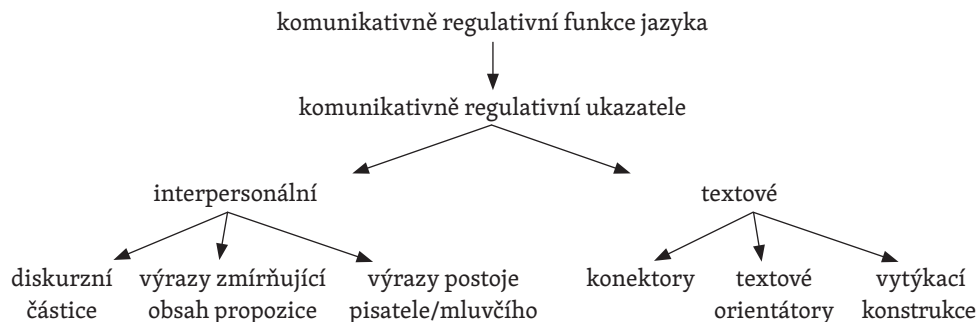 komunikativně regulativní funkce jazyka
komunikativně regulativní ukazatele
interpersonální
textové
diskurzní
částice
výrazy zmírňující
obsah propozice
výrazy postoje
pisatele/mluvčího
konektory
textové
orientátory
vytýkací
konstrukce